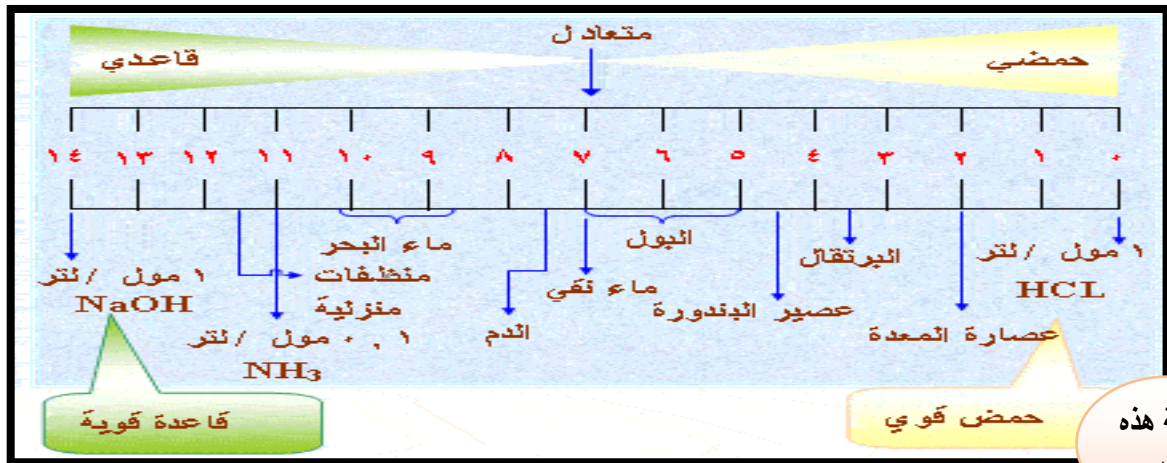 متعادل
حمضي
قاعدي
٠ ١ ٢ ٣ ٤ ٥ ٦ ٧ ٨ ٩ ١٠ ١١ ١٢ ١٣ ١٤
١ مول / لتر
HCL
عصارة المعدة
البرتقال
عصير البندورة
البول
ماء نقي
الدم
ماء البحر
منظفات
منزلية
٠,١ مول / لتر
NH₃
١ مول / لتر
NaOH
حمض قوي
قاعدة قوية
هذه